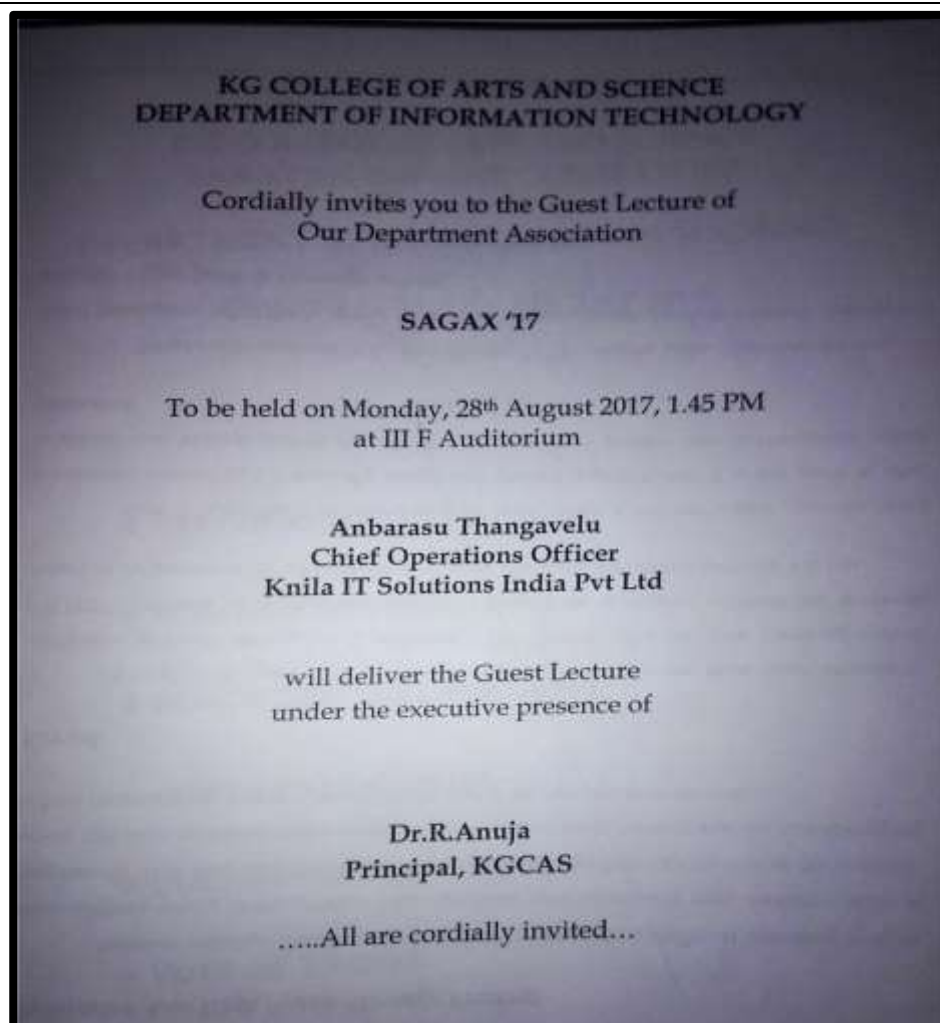 KG COLLEGE OF ARTS AND SCIENCE
DEPARTMENT OF INFORMATION TECHNOLOGY
Cordially invites you to the Guest Lecture of
Our Department Association
SAGAX '17
To be held on Monday, 28th August 2017, 1.45 PM
at III F Auditorium
Anbarasu Thangavelu
Chief Operations Officer
Knila IT Solutions India Pvt Ltd
will deliver the Guest Lecture
under the executive presence of
Dr.R.Anuja
Principal, KGCAS
.....All are cordially invited...